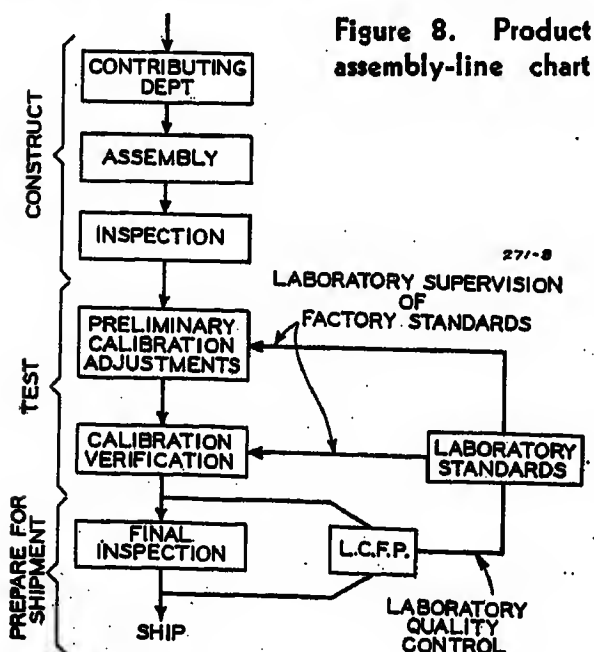 Figure 8. Product
assembly-line chart
CONTRIBUTING
DEPT
ASSEMBLY
INSPECTION
CONSTRUCT
271-8
LABORATORY SUPERVISION
OF
FACTORY STANDARDS
PRELIMINARY
CALIBRATION
ADJUSTMENTS
TEST
CALIBRATION
VERIFICATION
LABORATORY
STANDARDS
FINAL
INSPECTION
L.C.F.P.
PREPARE FOR
SHIPMENT
SHIP
LABORATORY
QUALITY
CONTROL